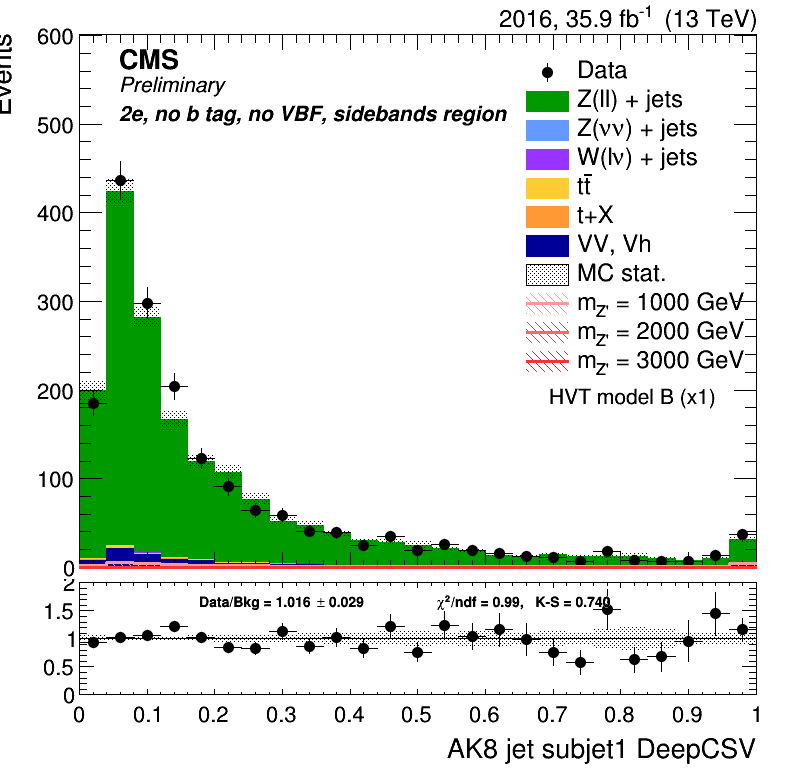 2016, 35.9 fb⁻¹ (13 TeV)
Events
600
500
400
300
200
100
0
CMS
Preliminary
2e, no b tag, no VBF, sidebands region
Data
Z(ll) + jets
Z(νν) + jets
W(lν) + jets
tt̄
t+X
VV, Vh
MC stat.
m_Z' = 1000 GeV
m_Z' = 2000 GeV
m_Z' = 3000 GeV
HVT model B (x1)
2
1.5
1
0.5
0
Data/Bkg = 1.016 ± 0.029
χ²/ndf = 0.99, K-S = 0.740
0 0.1 0.2 0.3 0.4 0.5 0.6 0.7 0.8 0.9 1
AK8 jet subjet1 DeepCSV